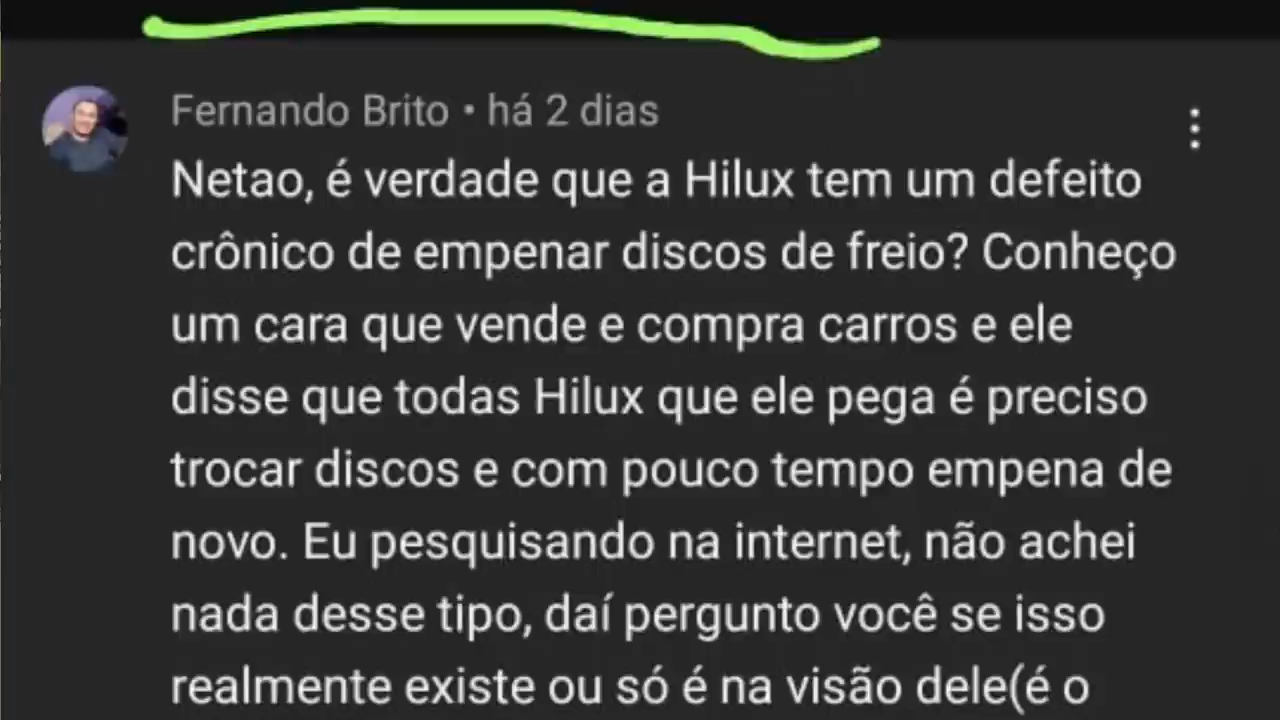 Fernando Brito • há 2 dias
Netao, é verdade que a Hilux tem um defeito
crônico de empenar discos de freio? Conheço
um cara que vende e compra carros e ele
disse que todas Hilux que ele pega é preciso
trocar discos e com pouco tempo empena de
novo. Eu pesquisando na internet, não achei
nada desse tipo, daí pergunto você se isso
realmente existe ou só é na visão dele(é o